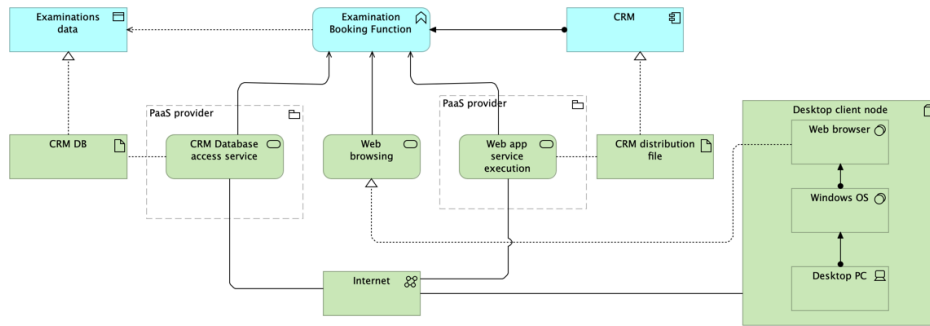 Examinations
data
Examination
Booking Function
CRM
PaaS provider
PaaS provider
Desktop client node
CRM DB
CRM Database
access service
Web
browsing
Web app
service
execution
CRM distribution
file
Web browser
Windows OS
Desktop PC
Internet